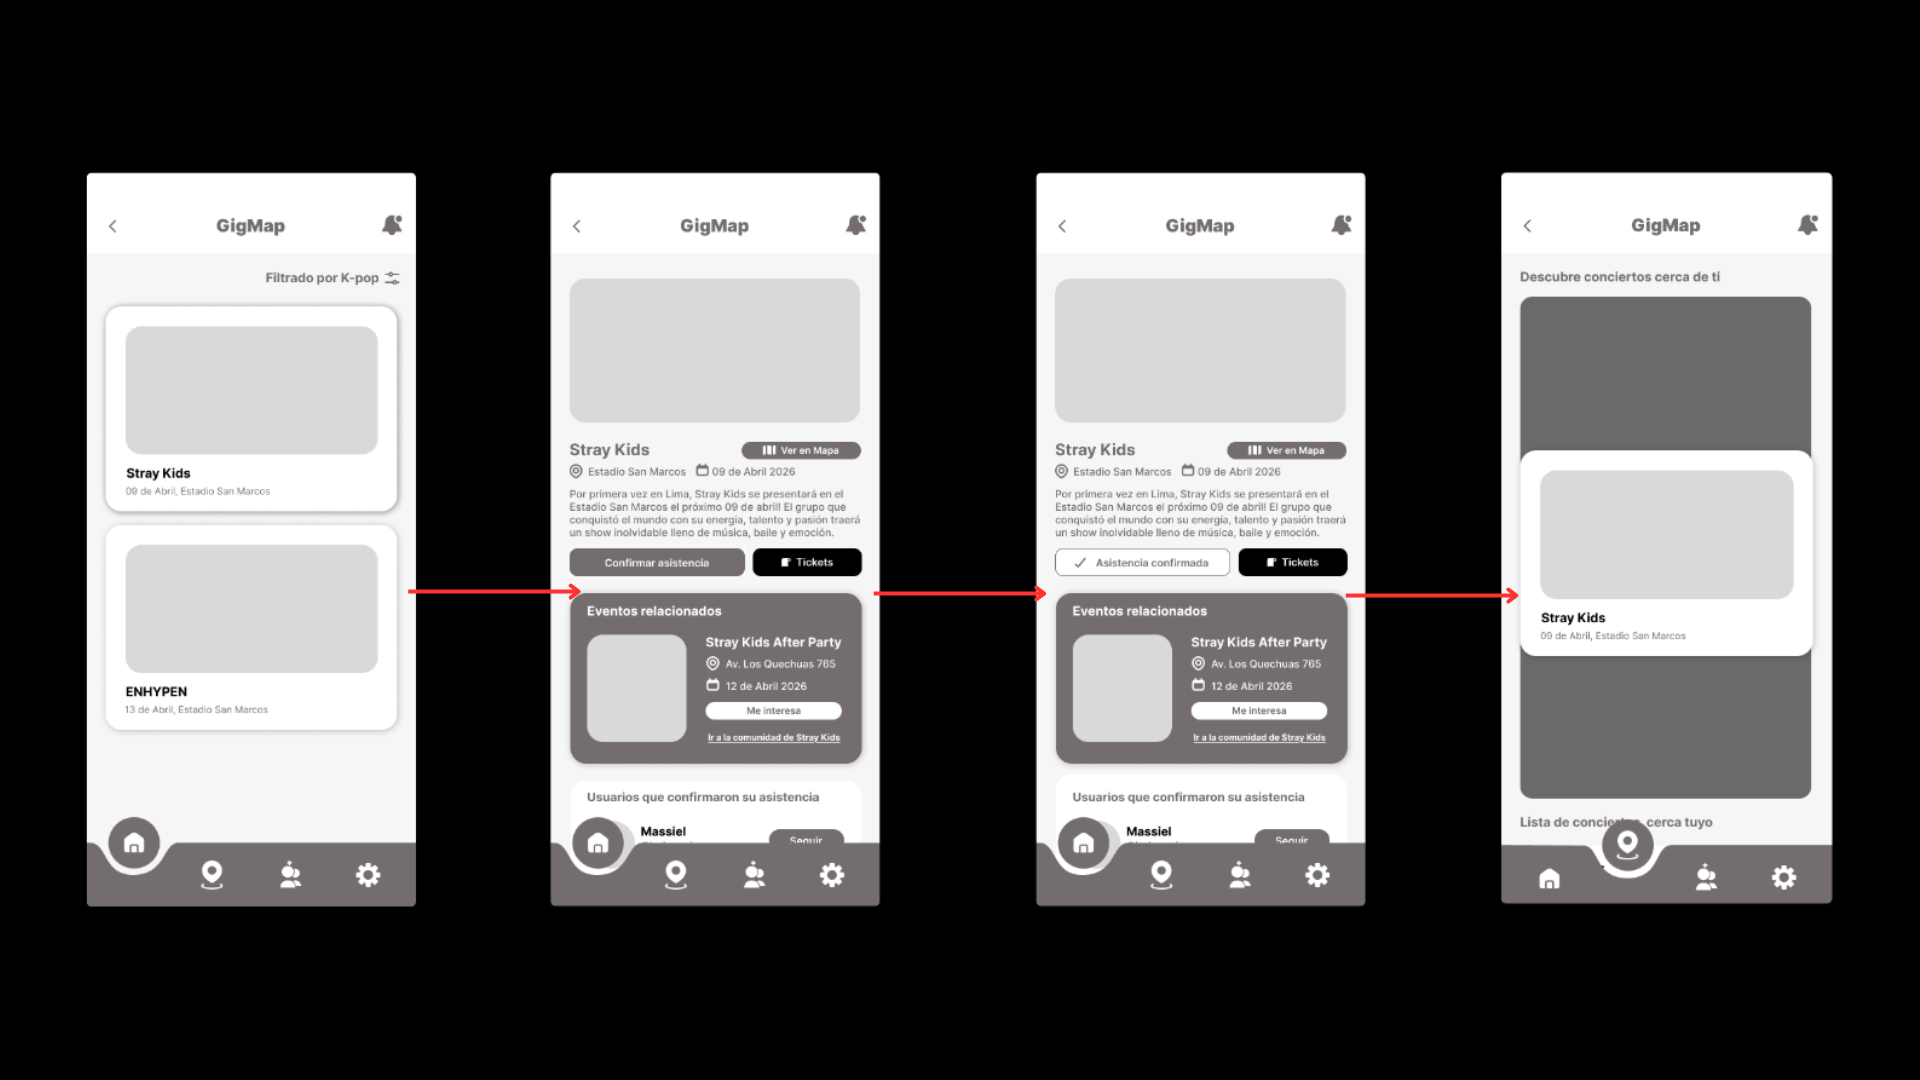 GigMap
Filtrado por K-pop
Stray Kids
09 de Abril, Estadio San Marcos
ENHYPEN
13 de Abril, Estadio San Marcos
GigMap
Stray Kids
Ver en Mapa
Estadio San Marcos 09 de Abril 2026
Por primera vez en Lima, Stray Kids se presentará en el
Estadio San Marcos el próximo 09 de abril! El grupo que
conquistó el mundo con su energía, talento y pasión traerá
un show inolvidable lleno de música, baile y emoción.
Confirmar asistencia
Tickets
Eventos relacionados
Stray Kids After Party
Av. Los Quechuas 765
12 de Abril 2026
Me interesa
Ir a la comunidad de Stray Kids
Usuarios que confirmaron su asistencia
Massiel
Seguir
GigMap
Stray Kids
Ver en Mapa
Estadio San Marcos 09 de Abril 2026
Por primera vez en Lima, Stray Kids se presentará en el
Estadio San Marcos el próximo 09 de abril! El grupo que
conquistó el mundo con su energía, talento y pasión traerá
un show inolvidable lleno de música, baile y emoción.
Asistencia confirmada
Tickets
Eventos relacionados
Stray Kids After Party
Av. Los Quechuas 765
12 de Abril 2026
Me interesa
Ir a la comunidad de Stray Kids
Usuarios que confirmaron su asistencia
Massiel
Seguir
GigMap
Descubre conciertos cerca de ti
Stray Kids
09 de Abril, Estadio San Marcos
Lista de conciertos cerca tuyo